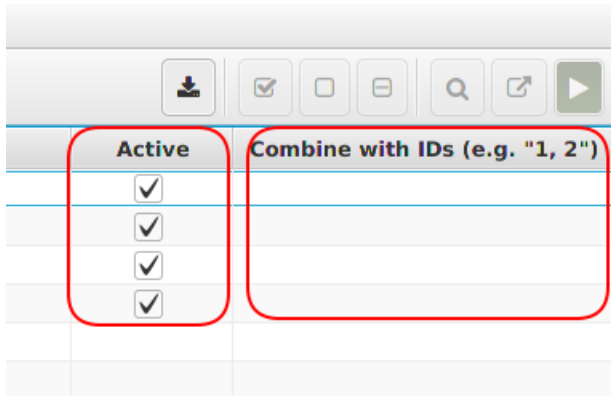 Active Combine with IDs (e.g. "1, 2")